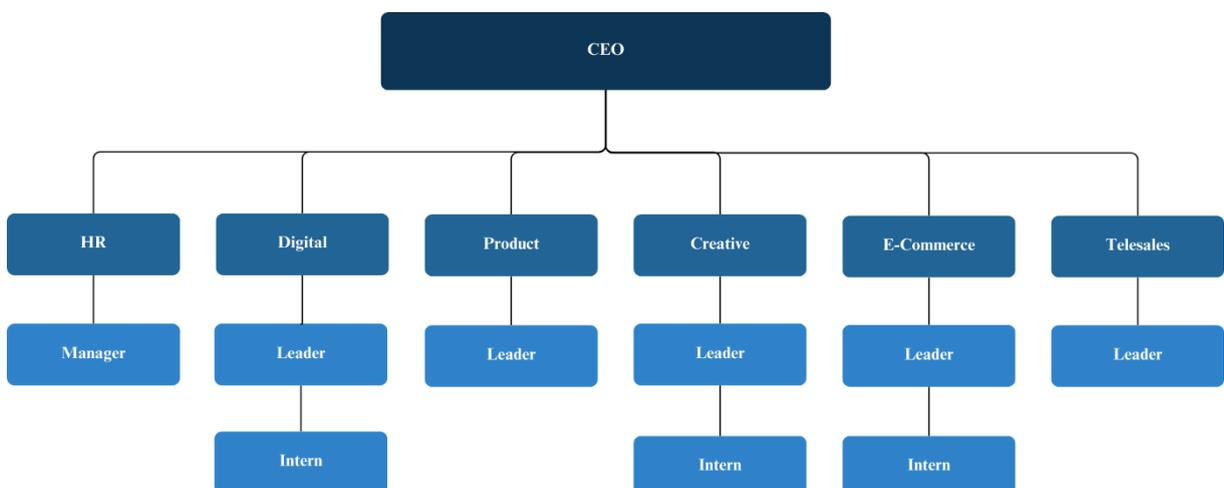 CEO
HR
Digital
Product
Creative
E-Commerce
Telesales
Manager
Leader
Leader
Leader
Leader
Leader
Intern
Intern
Intern